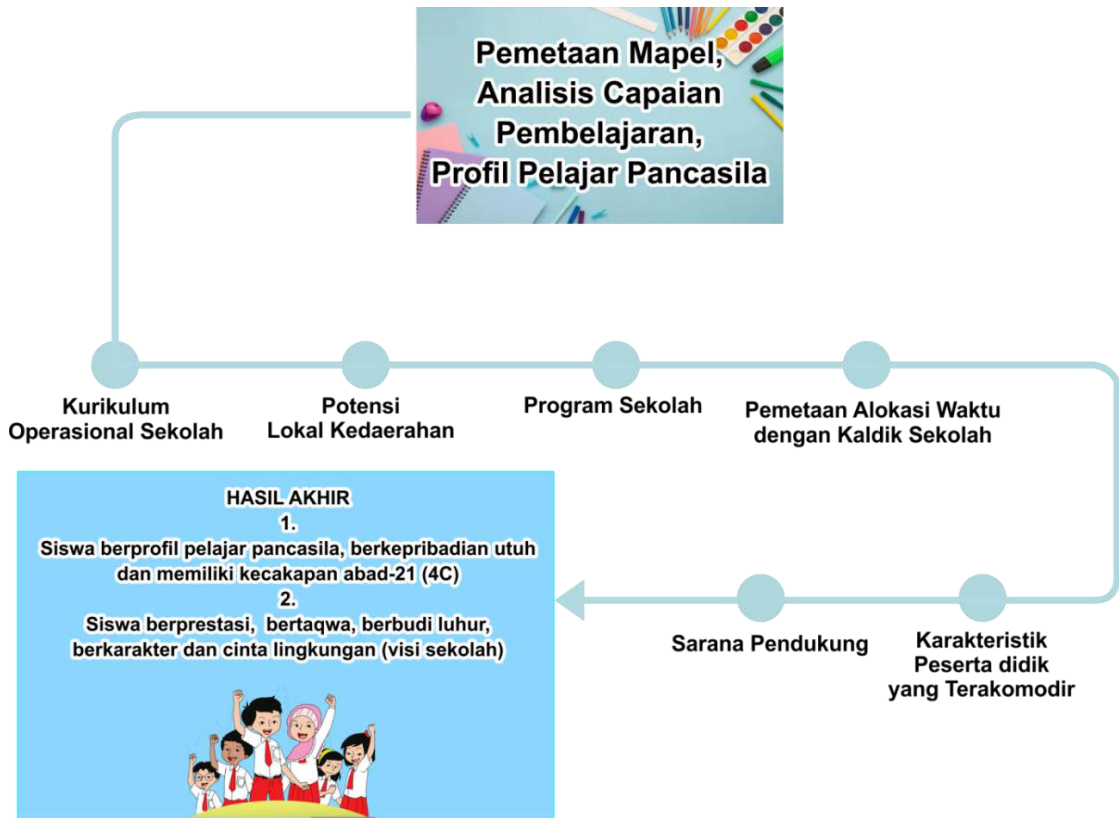 Pemetaan Mapel,
Analisis Capaian
Pembelajaran,
Profil Pelajar Pancasila
Kurikulum
Operasional Sekolah
Potensi
Lokal Kedaerahan
Program Sekolah
Pemetaan Alokasi Waktu
dengan Kaldik Sekolah
Karakteristik
Peserta didik
yang Terakomodir
Sarana Pendukung
HASIL AKHIR
1.
Siswa berprofil pelajar pancasila, berkepribadian utuh
dan memiliki kecakapan abad-21 (4C)
2.
Siswa berprestasi, bertaqwa, berbudi luhur,
berkarakter dan cinta lingkungan (visi sekolah)